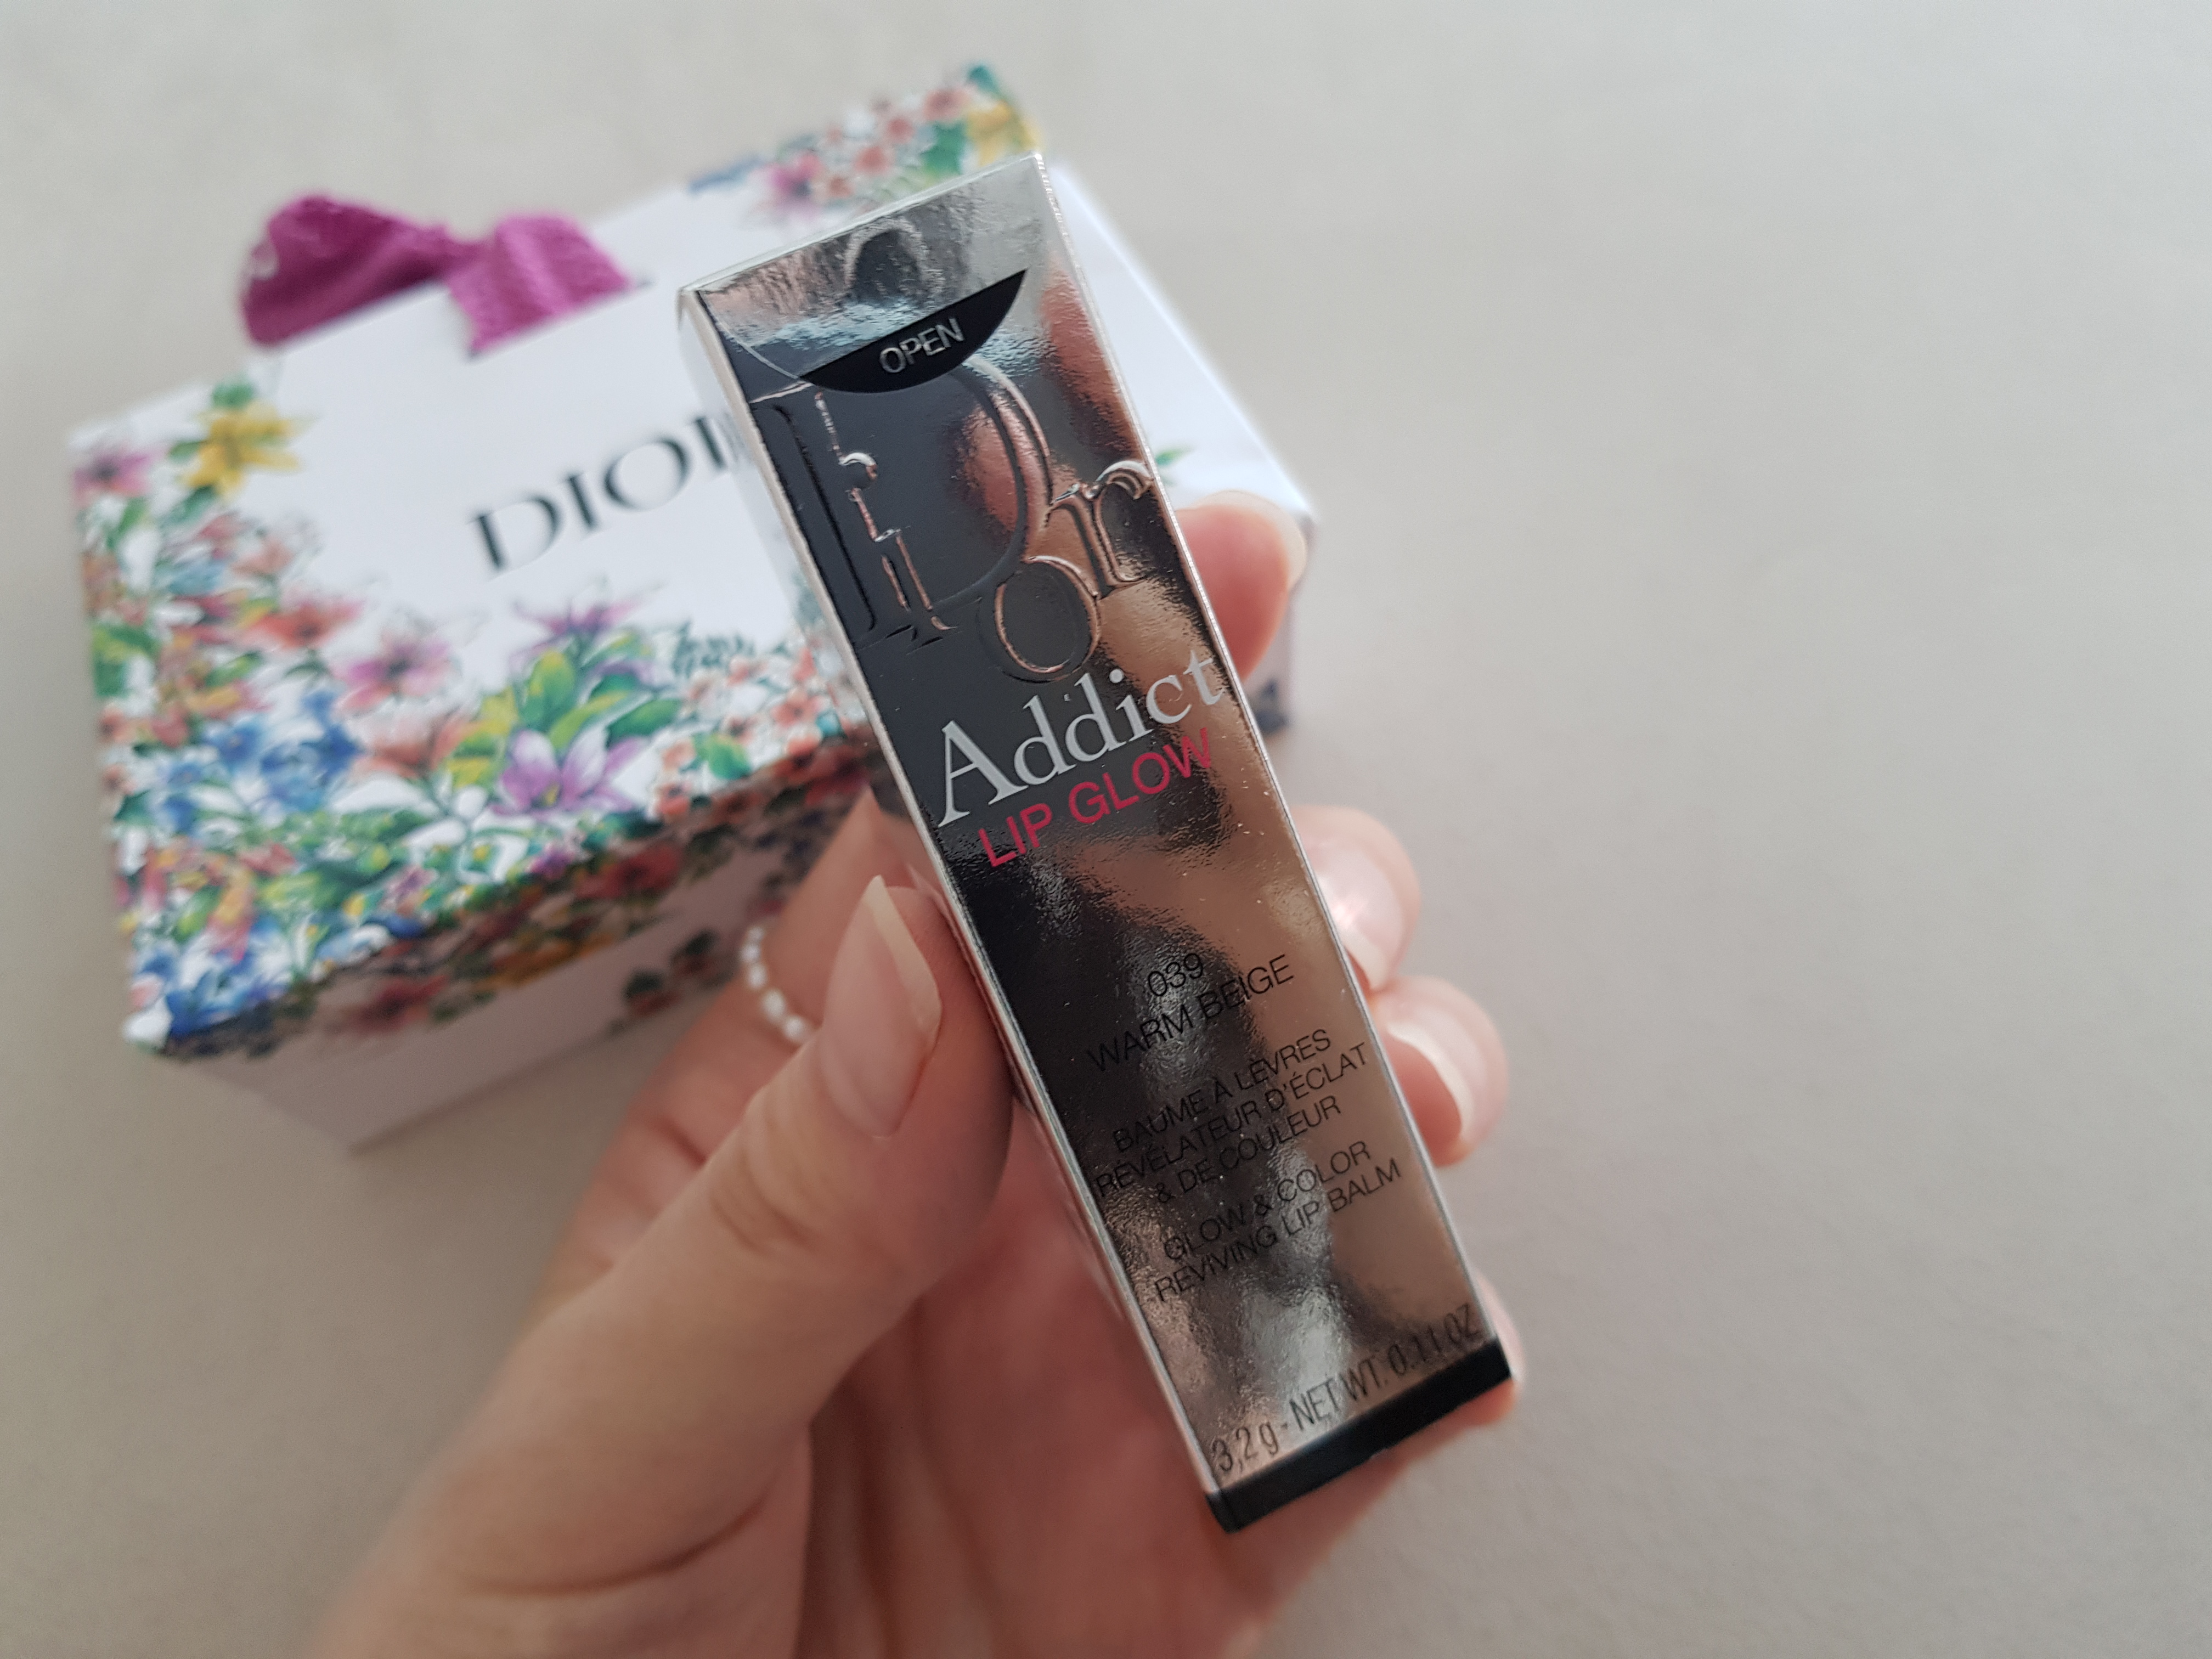 DIOR
OPEN
Dior
Addict
LIP GLOW
039
WARM BEIGE
BAUME À LÈVRES
RÉVÉLATEUR D'ÉCLAT
& DE COULEUR
GLOW & COLOR
REVIVING LIP BALM
3,2 g - NET WT. 0.11 OZ